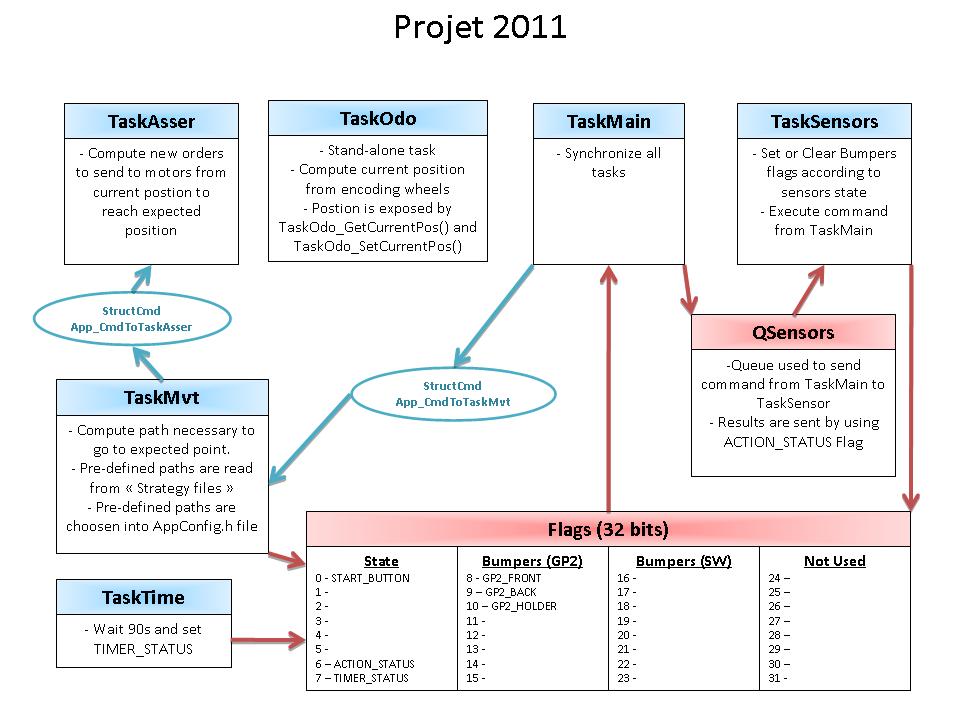 Projet 2011
TaskAsser
- Compute new orders
to send to motors from
current postion to
reach expected
position
TaskOdo
- Stand-alone task
- Compute current position
from encoding wheels
- Postion is exposed by
TaskOdo_GetCurrentPos() and
TaskOdo_SetCurrentPos()
TaskMain
- Synchronize all
tasks
TaskSensors
- Set or Clear Bumpers
flags according to
sensors state
- Execute command
from TaskMain
StructCmd
App_CmdToTaskAsser
StructCmd
App_CmdToTaskMvt
QSensors
-Queue used to send
command from TaskMain to
TaskSensor
- Results are sent by using
ACTION_STATUS Flag
TaskMvt
- Compute path necessary to
go to expected point.
- Pre-defined paths are read
from « Strategy files »
- Pre-defined paths are
choosen into AppConfig.h file
TaskTime
- Wait 90s and set
TIMER_STATUS
Flags (32 bits)
State
0 - START_BUTTON
1 -
2 -
3 -
4 -
5 -
6 – ACTION_STATUS
7 – TIMER_STATUS
Bumpers (GP2)
8 - GP2_FRONT
9 – GP2_BACK
10 – GP2_HOLDER
11 -
12 -
13 -
14 -
15 -
Bumpers (SW)
16 -
17 -
18 -
19 -
20 -
21 -
22 -
23 -
Not Used
24 –
25 –
26 –
27 –
28 –
29 –
30 –
31 -